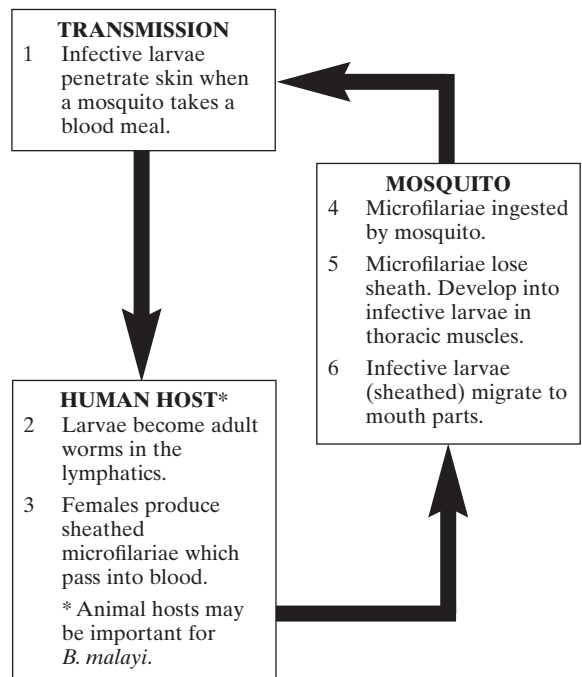 TRANSMISSION
1 Infective larvae
penetrate skin when
a mosquito takes a
blood meal.
MOSQUITO
4 Microfilariae ingested
by mosquito.
5 Microfilariae lose
sheath. Develop into
infective larvae in
thoracic muscles.
6 Infective larvae
(sheathed) migrate to
mouth parts.
HUMAN HOST*
2 Larvae become adult
worms in the
lymphatics.
3 Females produce
sheathed
microfilariae which
pass into blood.
* Animal hosts may
be important for
B. malayi.